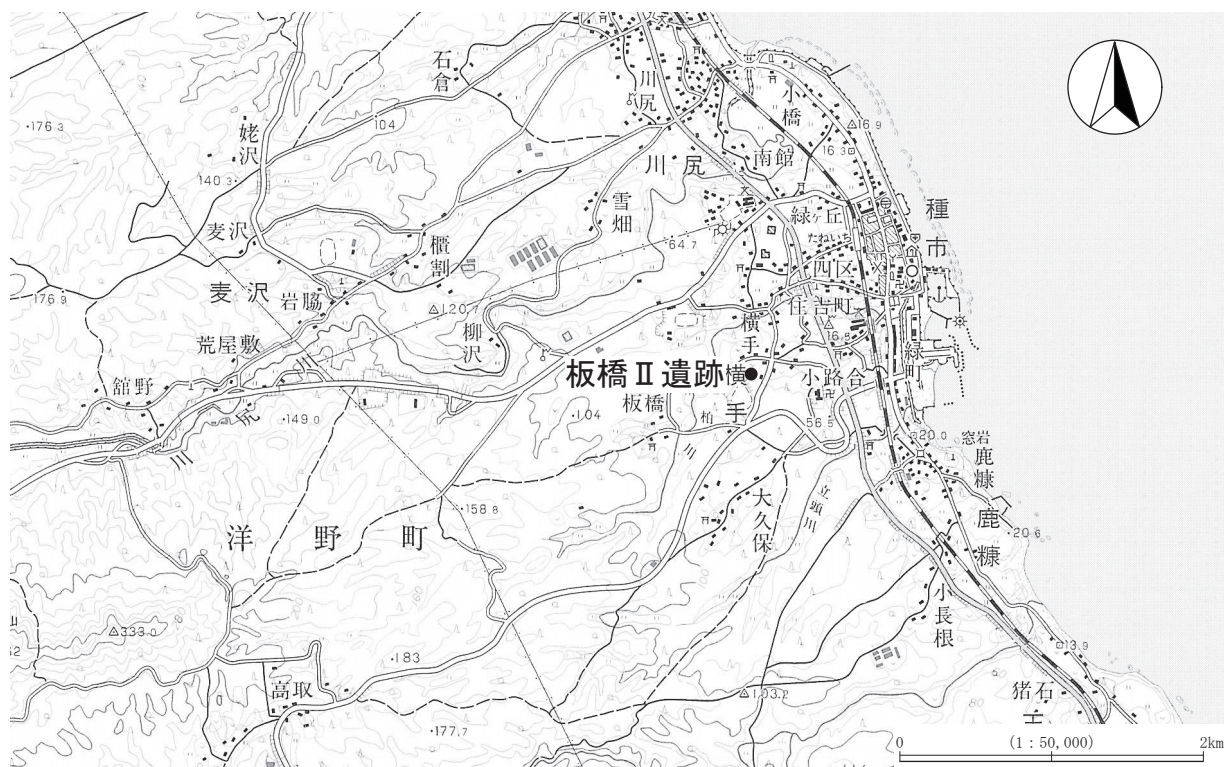 石倉
川尻
小橋
・176.3
姥沢
104
△16.9
16.3
140.3・
南館
川尻
雪畑
種市
緑ヶ丘
麦沢
櫃割
・64.7
たねいち
四区
・176.9
麦沢
岩脇
△120.7
住吉町
△16.5
柳沢
横手
緑町
荒屋敷
板橋Ⅱ遺跡
横手
小路合
舘野
・104
板橋
柏
川
・149.0
56.5
尻
川
20.0
窓岩
鹿糠
大久保
立頭川
・158.8
鹿糠
・20.6
洋野町
小長根
△333.0
山
・183
13.9
高取
△103.2
猪石
・177.7
0
(1：50,000)
2km